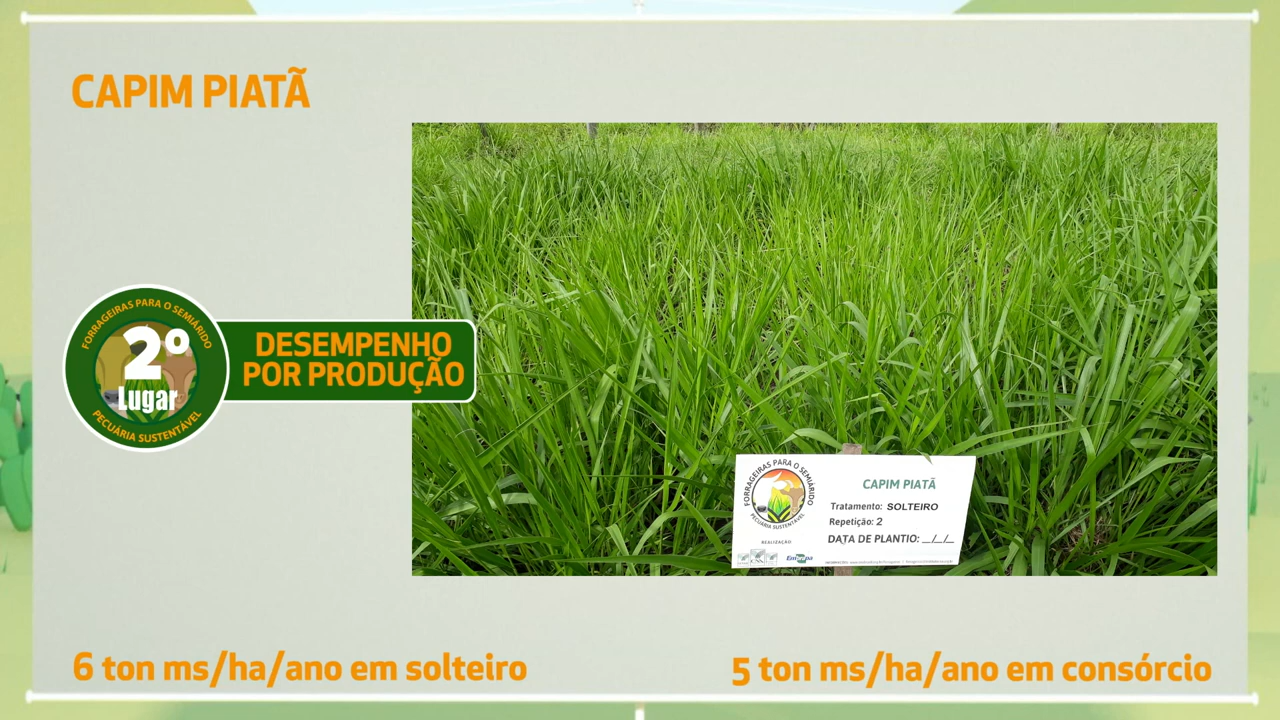 CAPIM PIATÃ
FORRAGEIRAS PARA O SEMIÁRIDO
2º
Lugar
PECUÁRIA SUSTENTÁVEL
DESEMPENHO
POR PRODUÇÃO
FORRAGEIRAS PARA O SEMIÁRIDO
PECUÁRIA SUSTENTÁVEL
REALIZAÇÃO
Embrapa
CAPIM PIATÃ
Tratamento: SOLTEIRO
Repetição: 2
DATA DE PLANTIO: __/__/__
6 ton ms/ha/ano em solteiro
5 ton ms/ha/ano em consórcio